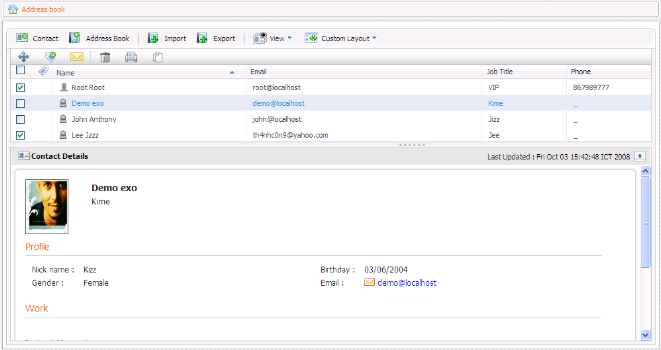 Address book
Contact Address Book Import Export View Custom Layout
Name Email Job Title Phone
Root Root root@localhost VIP 867989777
Demo exo demo@localhost Kime _
John Anthony john@localhost Jizz _
Lee Jzzz th4nhc0n9@yahoo.com Jee _
Contact Details Last Updated : Fri Oct 03 15:42:48 ICT 2008
Demo exo
Kime
Profile
Nick name : Kizz Birthday : 03/06/2004
Gender : Female Email : demo@localhost
Work